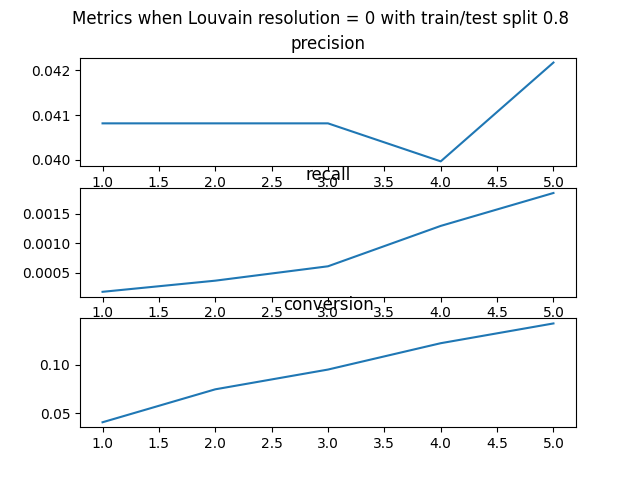 Metrics when Louvain resolution = 0 with train/test split 0.8
precision
0.042
0.041
0.040
1.0 1.5 2.0 2.5 3.0 3.5 4.0 4.5 5.0
recall
0.0015
0.0010
0.0005
1.0 1.5 2.0 2.5 3.0 3.5 4.0 4.5 5.0
conversion
0.10
0.05
1.0 1.5 2.0 2.5 3.0 3.5 4.0 4.5 5.0